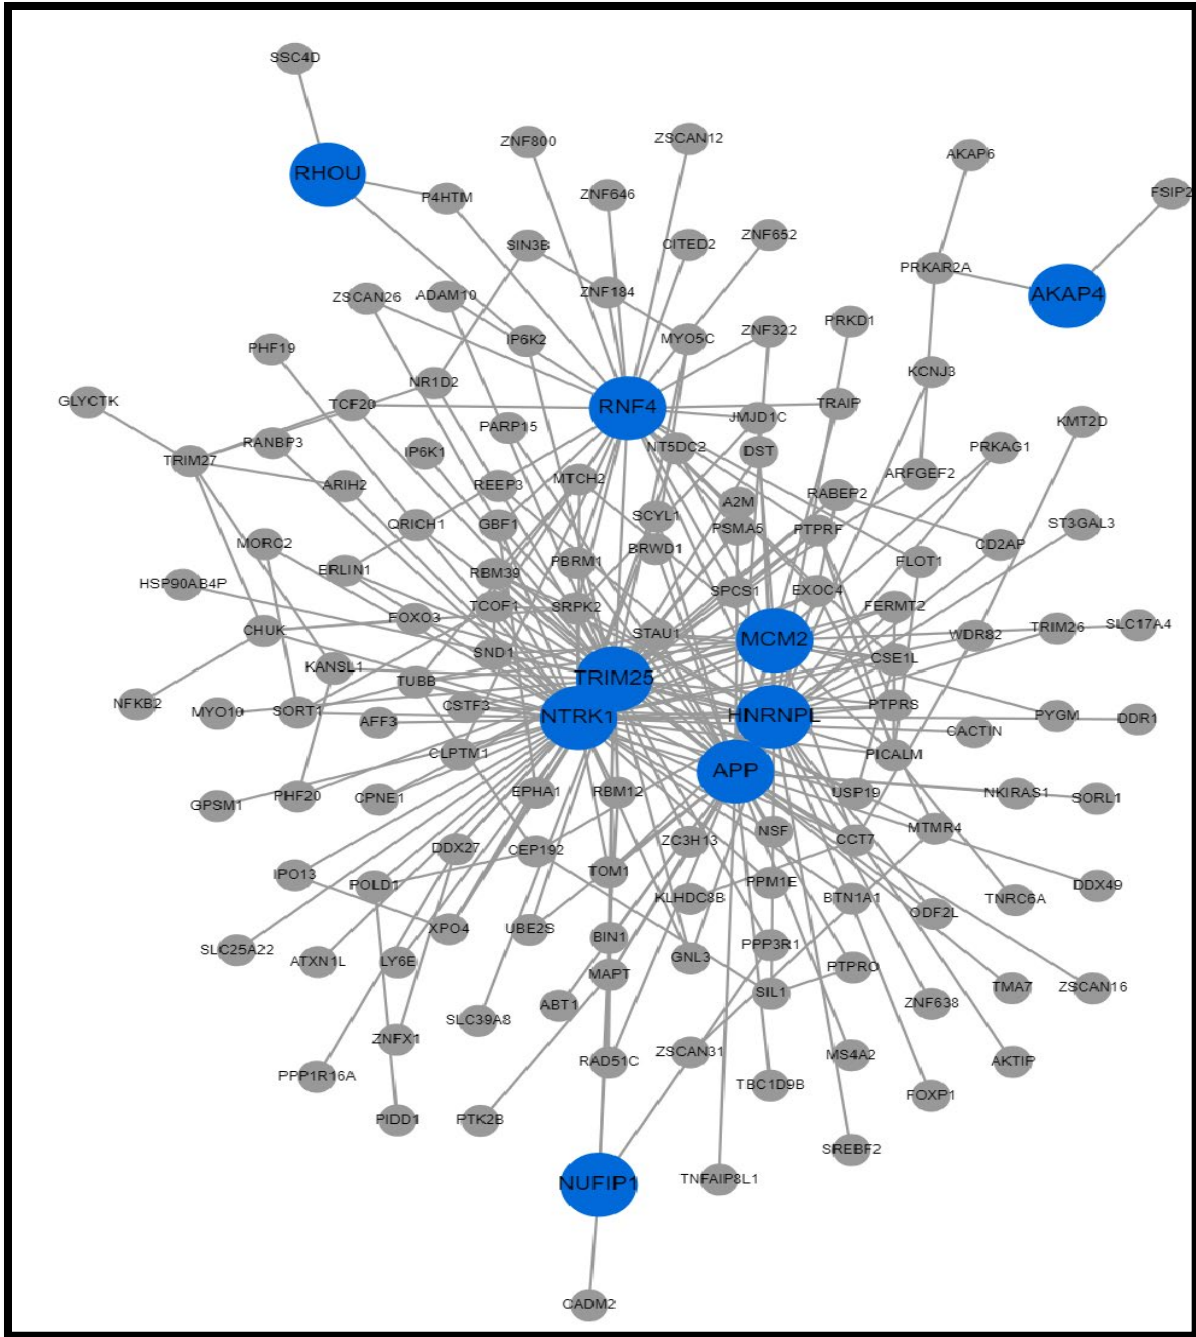 SSC4D
ZNF800
ZSCAN12
AKAP6
RHOU
P4HTM
ZNF646
FSIP2
SIN3B
CITED2
ZNF652
PRKAR2A
ZSCAN26
ADAM10
ZNF184
AKAP4
PHF19
IP6K2
MYO5C
ZNF322
PRKD1
GLYCTK
TCF20
NR1D2
RNF4
JMJD1C
TRAIP
KCNJ3
KMT2D
TRIM27
RANBP3
IP6K1
PARP15
NT5DC2
DST
PRKAG1
ARIH2
REEP3
MTCH2
A2M
RABEP2
ARFGEF2
MORC2
QRICH1
GBF1
SCYL1
PSMA5
PTPRF
CD2AP
ST3GAL3
HSP90AB4P
ERLIN1
RBM39
PBRM1
BRWD1
SPCS1
EXOC4
FLOT1
CHUK
FOXO3
TCOF1
SRPK2
STAU1
MCM2
FERMT2
WDR82
TRIM26
SLC17A4
KANSL1
SND1
CSE1L
NFKB2
MYO10
SORT1
TUBB
TRIM25
AFF3
CSTF3
NTRK1
HNRNPL
PTPRS
CACTIN
PYGM
DDR1
CLPTM1
APP
PICALM
GPSM1
PHF20
CPNE1
EPHA1
RBM12
USP19
NKIRAS1
SORL1
DDX27
CEP192
ZC3H13
NSF
CCT7
MTMR4
IPO13
POLD1
TOM1
KLHDC8B
PPM1E
BTN1A1
TNRC6A
DDX49
SLC25A22
ATXN1L
LY6E
XPO4
UBE2S
BIN1
GNL3
PPP3R1
PTPRO
ODF2L
ABT1
MAPT
SIL1
ZNF638
TMA7
ZSCAN16
PPP1R16A
ZNFX1
SLC39A8
RAD51C
ZSCAN31
TBC1D9B
MS4A2
AKTIP
PIDD1
PTK2B
FOXP1
NUFIP1
TNFAIP8L1
SREBF2
CADM2